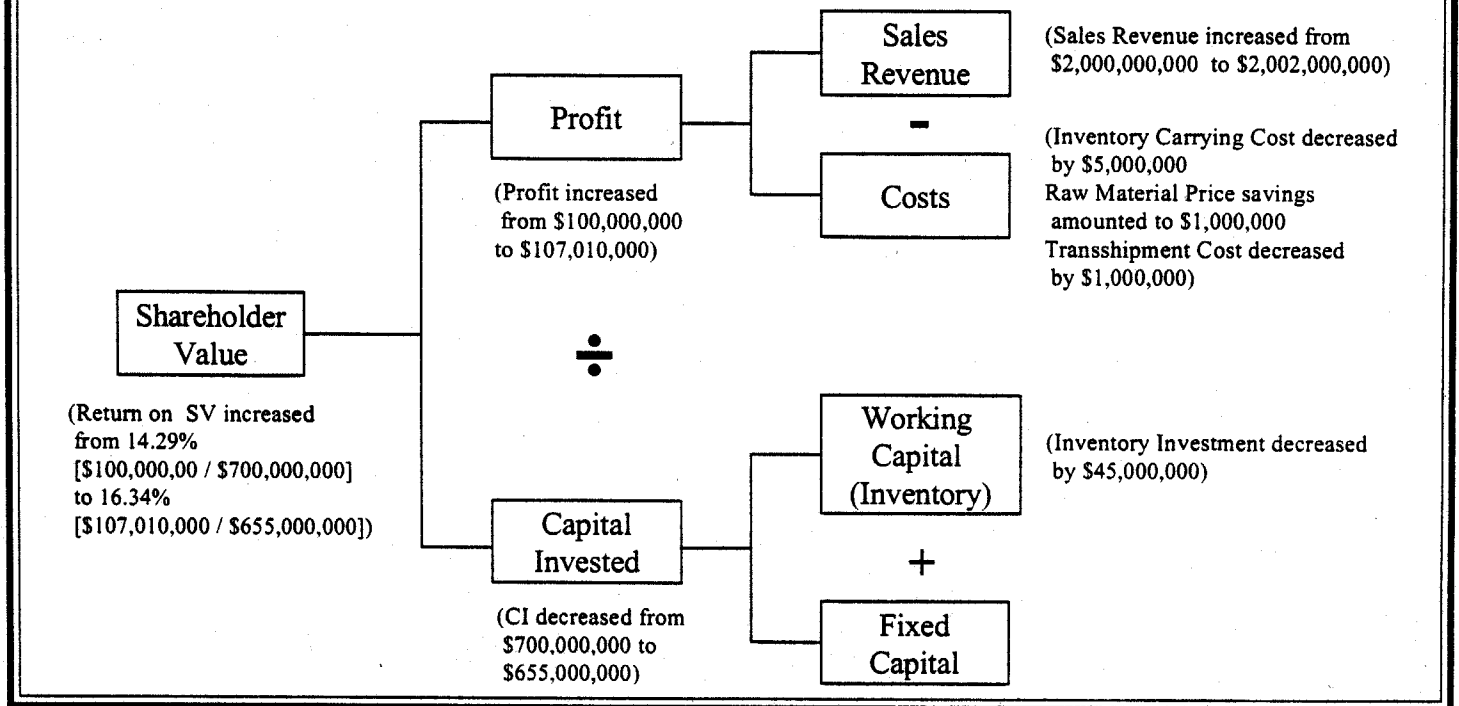 Sales
Revenue
(Sales Revenue increased from
$2,000,000,000 to $2,002,000,000)
-
Profit
(Profit increased
from $100,000,000
to $107,010,000)
Costs
(Inventory Carrying Cost decreased
by $5,000,000
Raw Material Price savings
amounted to $1,000,000
Transshipment Cost decreased
by $1,000,000)
Shareholder
Value
(Return on SV increased
from 14.29%
[$100,000,00 / $700,000,000]
to 16.34%
[$107,010,000 / $655,000,000])
÷
Working
Capital
(Inventory)
(Inventory Investment decreased
by $45,000,000)
Capital
Invested
(CI decreased from
$700,000,000 to
$655,000,000)
+
Fixed
Capital